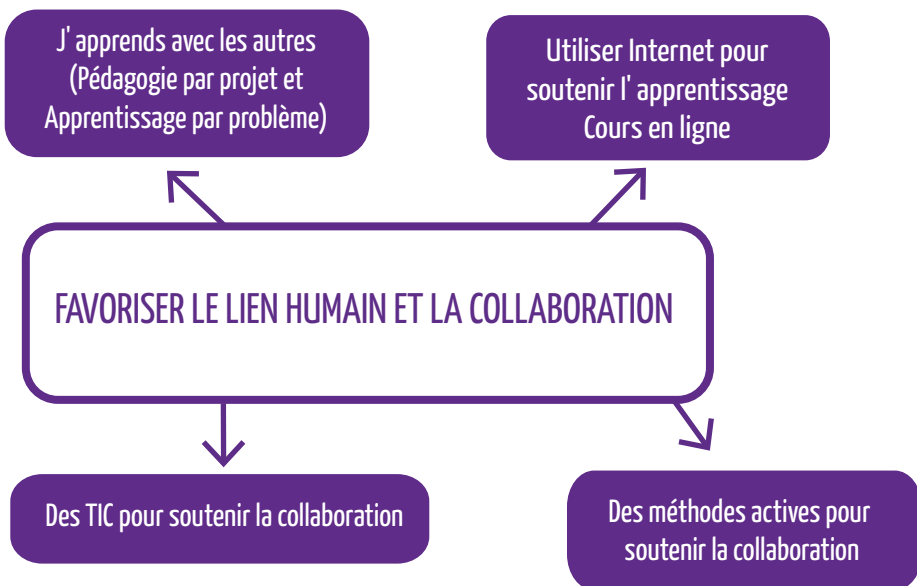 J' apprends avec les autres
(Pédagogie par projet et
Apprentissage par problème)
Utiliser Internet pour
soutenir l' apprentissage
Cours en ligne
FAVORISER LE LIEN HUMAIN ET LA COLLABORATION
Des TIC pour soutenir la collaboration
Des méthodes actives pour
soutenir la collaboration